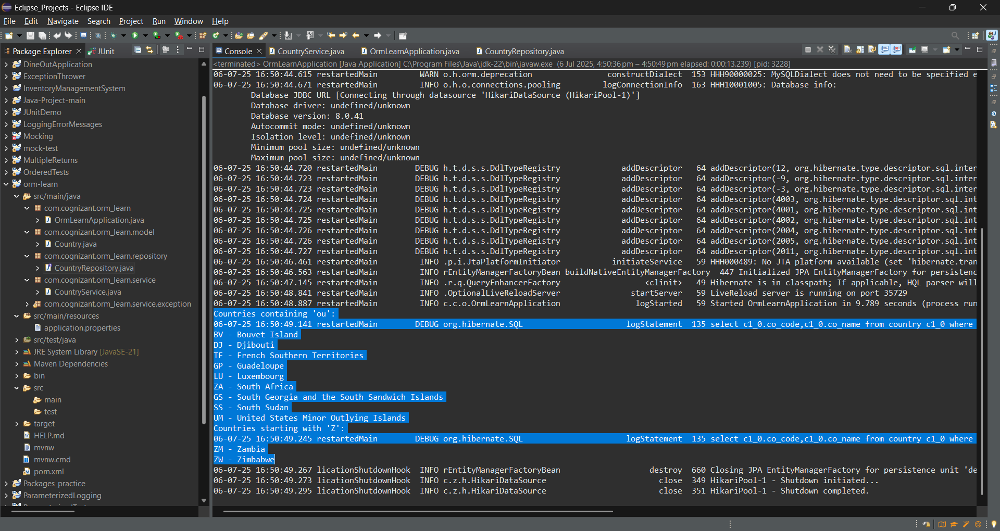 Eclipse_Projects - Eclipse IDE
File Edit Navigate Search Project Run Window Help
Package Explorer JUnit
DineOutApplication
ExceptionThrower
InventoryManagementSystem
Java-Project-main
JUnitDemo
LoggingErrorMessages
Mocking
mock-test
MultipleReturns
OrderedTests
orm-learn
src/main/java
com.cognizant.orm_learn
OrmLearnApplication.java
com.cognizant.orm_learn.model
Country.java
com.cognizant.orm_learn.repository
CountryRepository.java
com.cognizant.orm_learn.service
CountryService.java
com.cognizant.orm_learn.service.exception
src/main/resources
application.properties
src/test/java
JRE System Library [JavaSE-21]
Maven Dependencies
bin
src
main
test
target
HELP.md
mvnw
mvnw.cmd
pom.xml
Packages_practice
ParameterizedLogging
Console CountryService.java OrmLearnApplication.java CountryRepository.java
<terminated> OrmLearnApplication [Java Application] C:\Program Files\Java\jdk-22\bin\javaw.exe (6 Jul 2025, 4:50:36 pm – 4:50:49 pm elapsed: 0:00:13.239) [pid: 3228]
06-07-25 16:50:44.615 restartedMain WARN o.h.orm.deprecation constructDialect 153 HHH90000025: MySQLDialect does not need to be specified e
06-07-25 16:50:44.671 restartedMain INFO o.h.o.connections.pooling logConnectionInfo 163 HHH10001005: Database info:
Database JDBC URL [Connecting through datasource 'HikariDataSource (HikariPool-1)']
Database driver: undefined/unknown
Database version: 8.0.41
Autocommit mode: undefined/unknown
Isolation level: undefined/unknown
Minimum pool size: undefined/unknown
Maximum pool size: undefined/unknown
06-07-25 16:50:44.720 restartedMain DEBUG h.t.d.s.s.DdlTypeRegistry addDescriptor 64 addDescriptor(12, org.hibernate.type.descriptor.sql.inter
06-07-25 16:50:44.723 restartedMain DEBUG h.t.d.s.s.DdlTypeRegistry addDescriptor 64 addDescriptor(-9, org.hibernate.type.descriptor.sql.inter
06-07-25 16:50:44.723 restartedMain DEBUG h.t.d.s.s.DdlTypeRegistry addDescriptor 64 addDescriptor(-3, org.hibernate.type.descriptor.sql.inter
06-07-25 16:50:44.724 restartedMain DEBUG h.t.d.s.s.DdlTypeRegistry addDescriptor 64 addDescriptor(4003, org.hibernate.type.descriptor.sql.int
06-07-25 16:50:44.725 restartedMain DEBUG h.t.d.s.s.DdlTypeRegistry addDescriptor 64 addDescriptor(4001, org.hibernate.type.descriptor.sql.int
06-07-25 16:50:44.725 restartedMain DEBUG h.t.d.s.s.DdlTypeRegistry addDescriptor 64 addDescriptor(4002, org.hibernate.type.descriptor.sql.int
06-07-25 16:50:44.726 restartedMain DEBUG h.t.d.s.s.DdlTypeRegistry addDescriptor 64 addDescriptor(2004, org.hibernate.type.descriptor.sql.int
06-07-25 16:50:44.726 restartedMain DEBUG h.t.d.s.s.DdlTypeRegistry addDescriptor 64 addDescriptor(2005, org.hibernate.type.descriptor.sql.int
06-07-25 16:50:44.727 restartedMain DEBUG h.t.d.s.s.DdlTypeRegistry addDescriptor 64 addDescriptor(2011, org.hibernate.type.descriptor.sql.int
06-07-25 16:50:46.461 restartedMain INFO .p.i.JtaPlatformInitiator initiateService 59 HHH000489: No JTA platform available (set 'hibernate.tran
06-07-25 16:50:46.563 restartedMain INFO rEntityManagerFactoryBean buildNativeEntityManagerFactory 447 Initialized JPA EntityManagerFactory for persistenc
06-07-25 16:50:47.145 restartedMain INFO .r.q.QueryEnhancerFactory <clinit> 49 Hibernate is in classpath; If applicable, HQL parser will
06-07-25 16:50:48.841 restartedMain INFO .OptionalLiveReloadServer startServer 59 LiveReload server is running on port 35729
06-07-25 16:50:48.887 restartedMain INFO c.c.o.OrmLearnApplication logStarted 59 Started OrmLearnApplication in 9.789 seconds (process run
Countries containing 'ou':
06-07-25 16:50:49.141 restartedMain DEBUG org.hibernate.SQL logStatement 135 select c1_0.co_code,c1_0.co_name from country c1_0 where
BV - Bouvet Island
DJ - Djibouti
TF - French Southern Territories
GP - Guadeloupe
LU - Luxembourg
ZA - South Africa
GS - South Georgia and the South Sandwich Islands
SS - South Sudan
UM - United States Minor Outlying Islands
Countries starting with 'Z':
06-07-25 16:50:49.245 restartedMain DEBUG org.hibernate.SQL logStatement 135 select c1_0.co_code,c1_0.co_name from country c1_0 where
ZM - Zambia
ZW - Zimbabwe
06-07-25 16:50:49.267 licationShutdownHook INFO rEntityManagerFactoryBean destroy 660 Closing JPA EntityManagerFactory for persistence unit 'de
06-07-25 16:50:49.273 licationShutdownHook INFO c.z.h.HikariDataSource close 349 HikariPool-1 - Shutdown initiated...
06-07-25 16:50:49.295 licationShutdownHook INFO c.z.h.HikariDataSource close 351 HikariPool-1 - Shutdown completed.